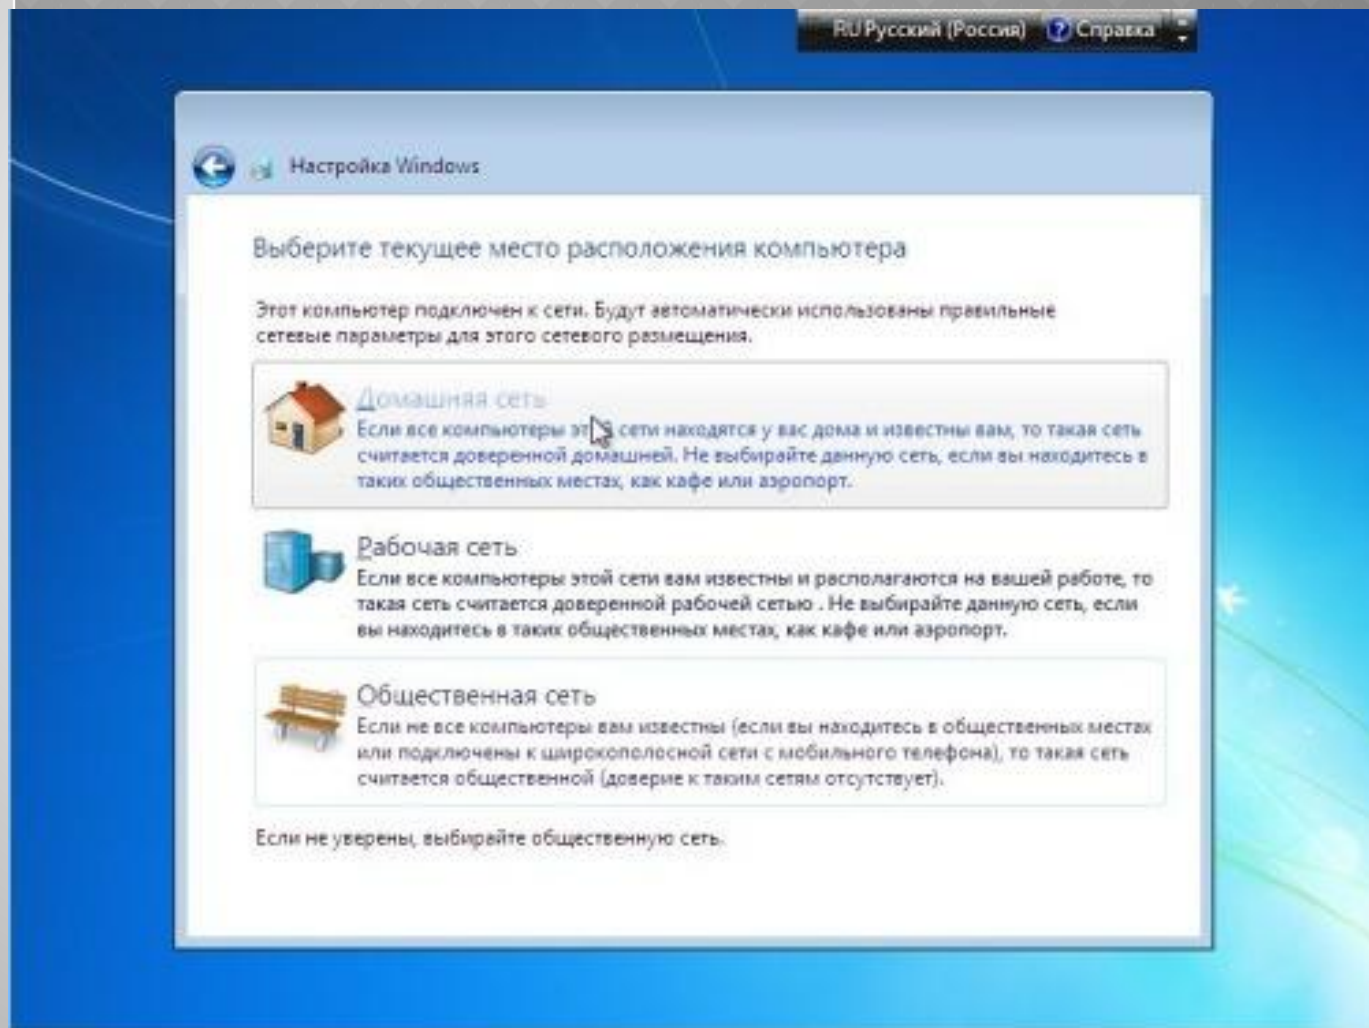 RU Русский (Россия) Справка
Настройка Windows
Выберите текущее место расположения компьютера
Этот компьютер подключен к сети. Будут автоматически использованы правильные
сетевые параметры для этого сетевого размещения.
Домашняя сеть
Если все компьютеры этой сети находятся у вас дома и известны вам, то такая сеть
считается доверенной домашней. Не выбирайте данную сеть, если вы находитесь в
таких общественных местах, как кафе или аэропорт.
Рабочая сеть
Если все компьютеры этой сети вам известны и располагаются на вашей работе, то
такая сеть считается доверенной рабочей сетью . Не выбирайте данную сеть, если
вы находитесь в таких общественных местах, как кафе или аэропорт.
Общественная сеть
Если не все компьютеры вам известны (если вы находитесь в общественных местах
или подключены к широкополосной сети с мобильного телефона), то такая сеть
считается общественной (доверие к таким сетям отсутствует).
Если не уверены, выбирайте общественную сеть.